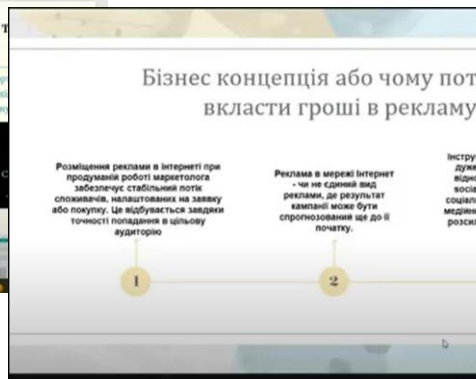 Бізнес концепція або чому
вкласти гроші в рекламу
Розміщення реклами в інтернеті при
продуманій роботі маркетолога
забезпечує стабільний потік
споживачів, налаштованих на заявку
або покупку. Це відбувається завдяки
точності попадання в цільову
аудиторію
1
Реклама в мережі Інтернет
- чи не єдиний вид
реклами, де результат
кампанії може бути
спрогнозований ще до її
початку.
2